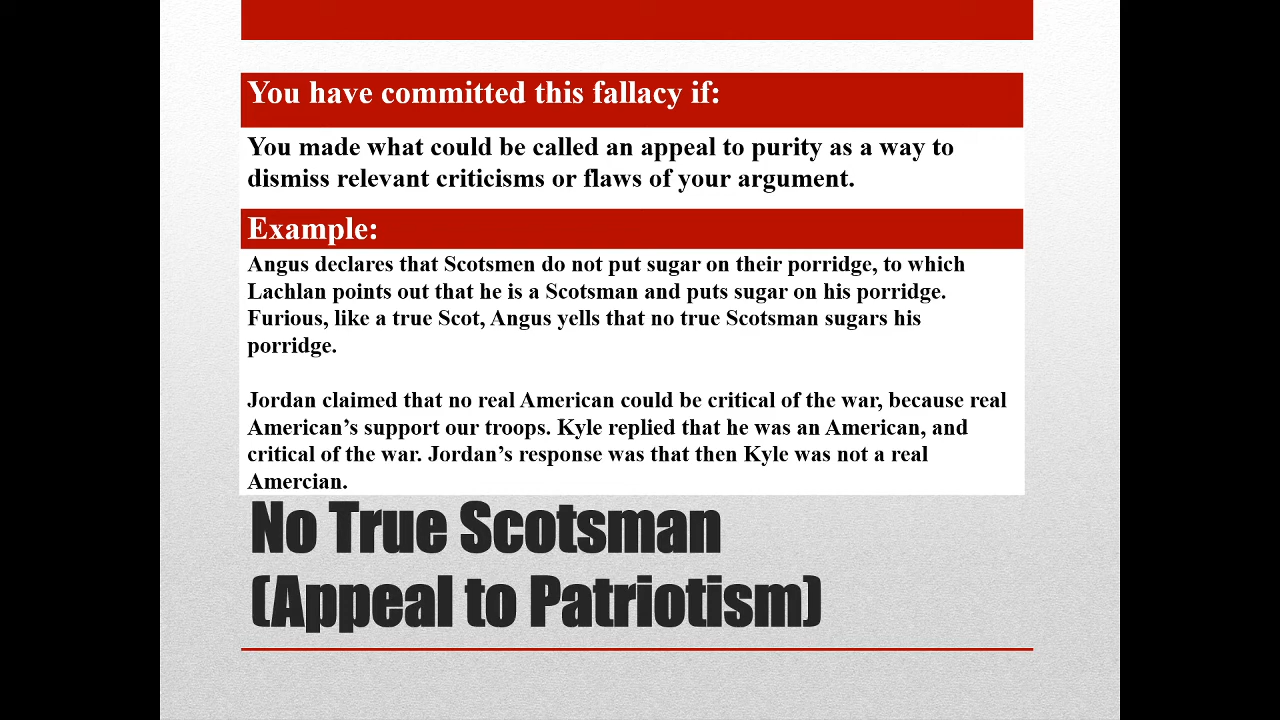 You have committed this fallacy if:
You made what could be called an appeal to purity as a way to
dismiss relevant criticisms or flaws of your argument.
Example:
Angus declares that Scotsmen do not put sugar on their porridge, to which
Lachlan points out that he is a Scotsman and puts sugar on his porridge.
Furious, like a true Scot, Angus yells that no true Scotsman sugars his
porridge.
Jordan claimed that no real American could be critical of the war, because real
American’s support our troops. Kyle replied that he was an American, and
critical of the war. Jordan’s response was that then Kyle was not a real
Amercian.
No True Scotsman
(Appeal to Patriotism)